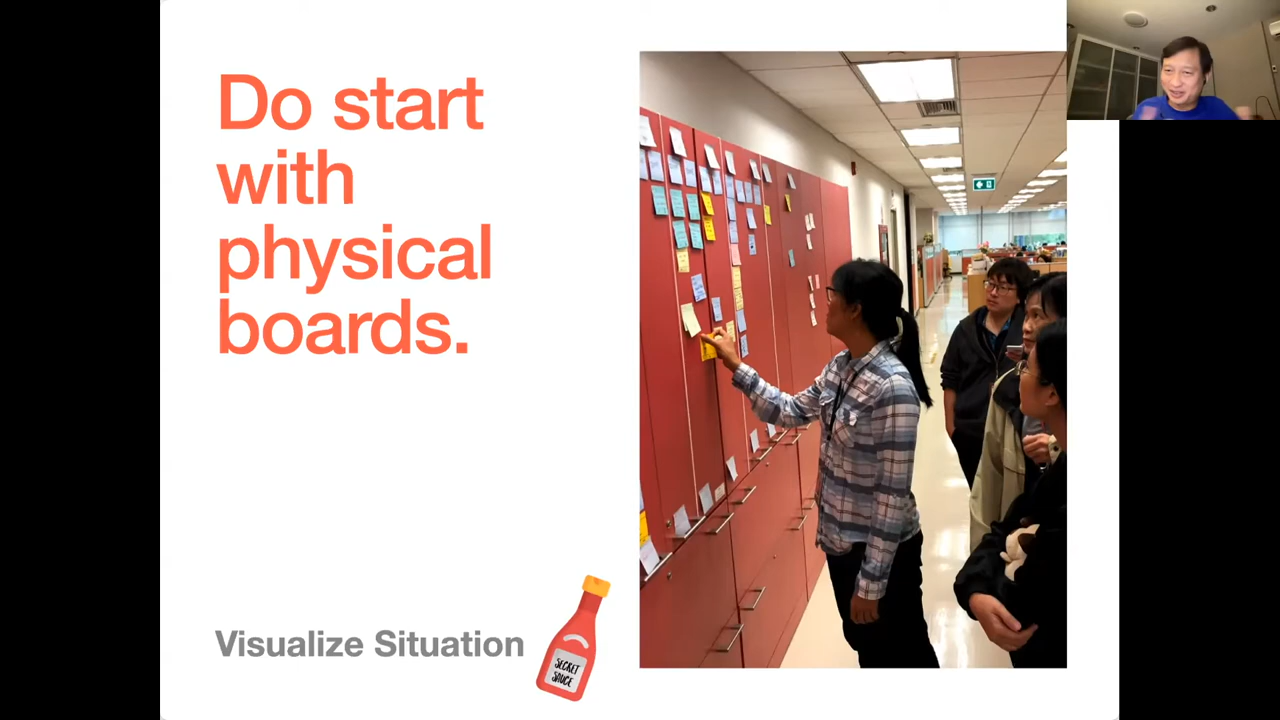 Do start
with
physical
boards.
Visualize Situation
SECRET
SAUCE